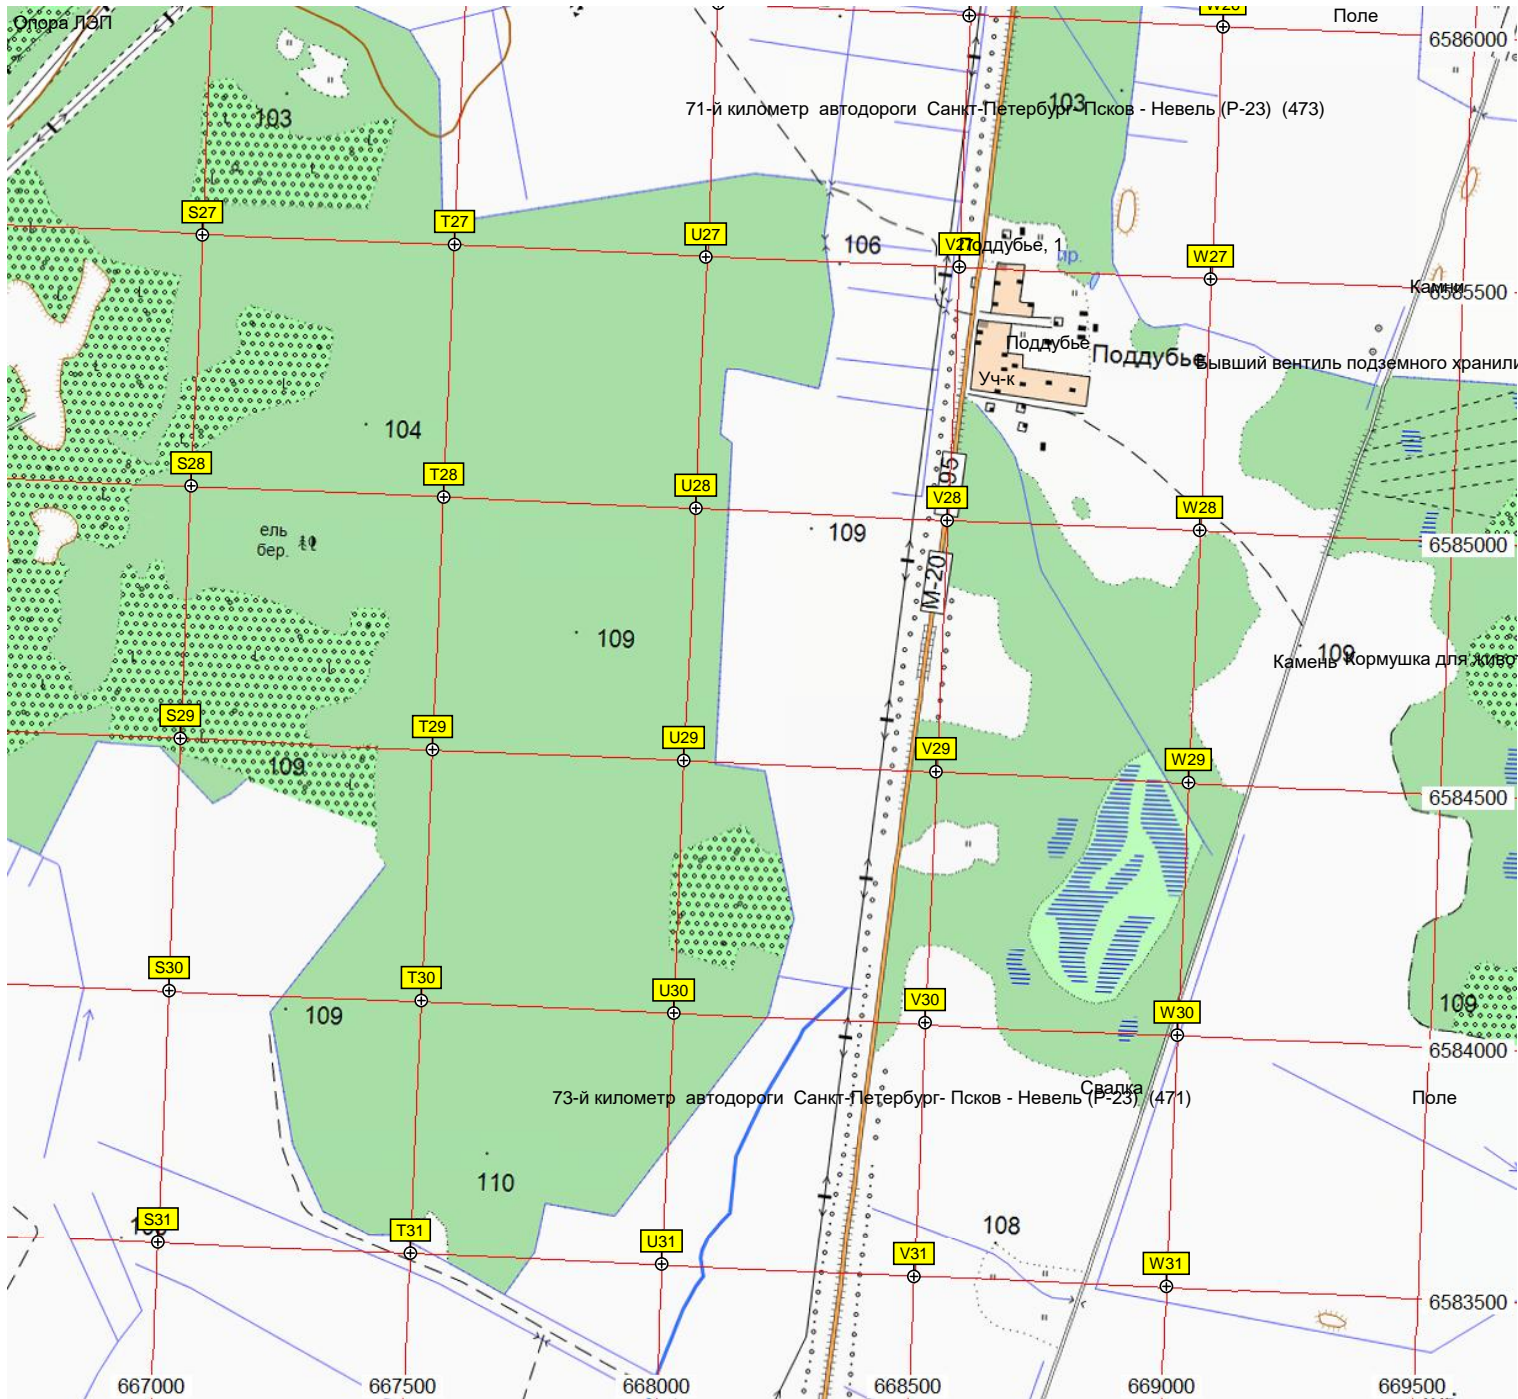 Опора ЛЭП
Поле
6586000
103
71-й километр автодороги Санкт-Петербург- Псков - Невель (Р-23) (473)
103
S27
T27
U27
V27
W27
106
Поддубье, 1
пр.
Камни
6585500
Поддубье
Поддубье
Бывший вентиль подземного
Уч-к
104
S28
T28
U28
V28
W28
95
ель
бер.
109
6585000
М-20
109
109
Камень
Кормушка для
S29
T29
U29
V29
W29
109
6584500
S30
T30
U30
V30
W30
109
109
6584000
Свалка
73-й километр автодороги Санкт-Петербург- Псков - Невель (Р-23) (471)
Поле
110
S31
T31
U31
V31
W31
108
6583500
667000
667500
668000
668500
669000
669500